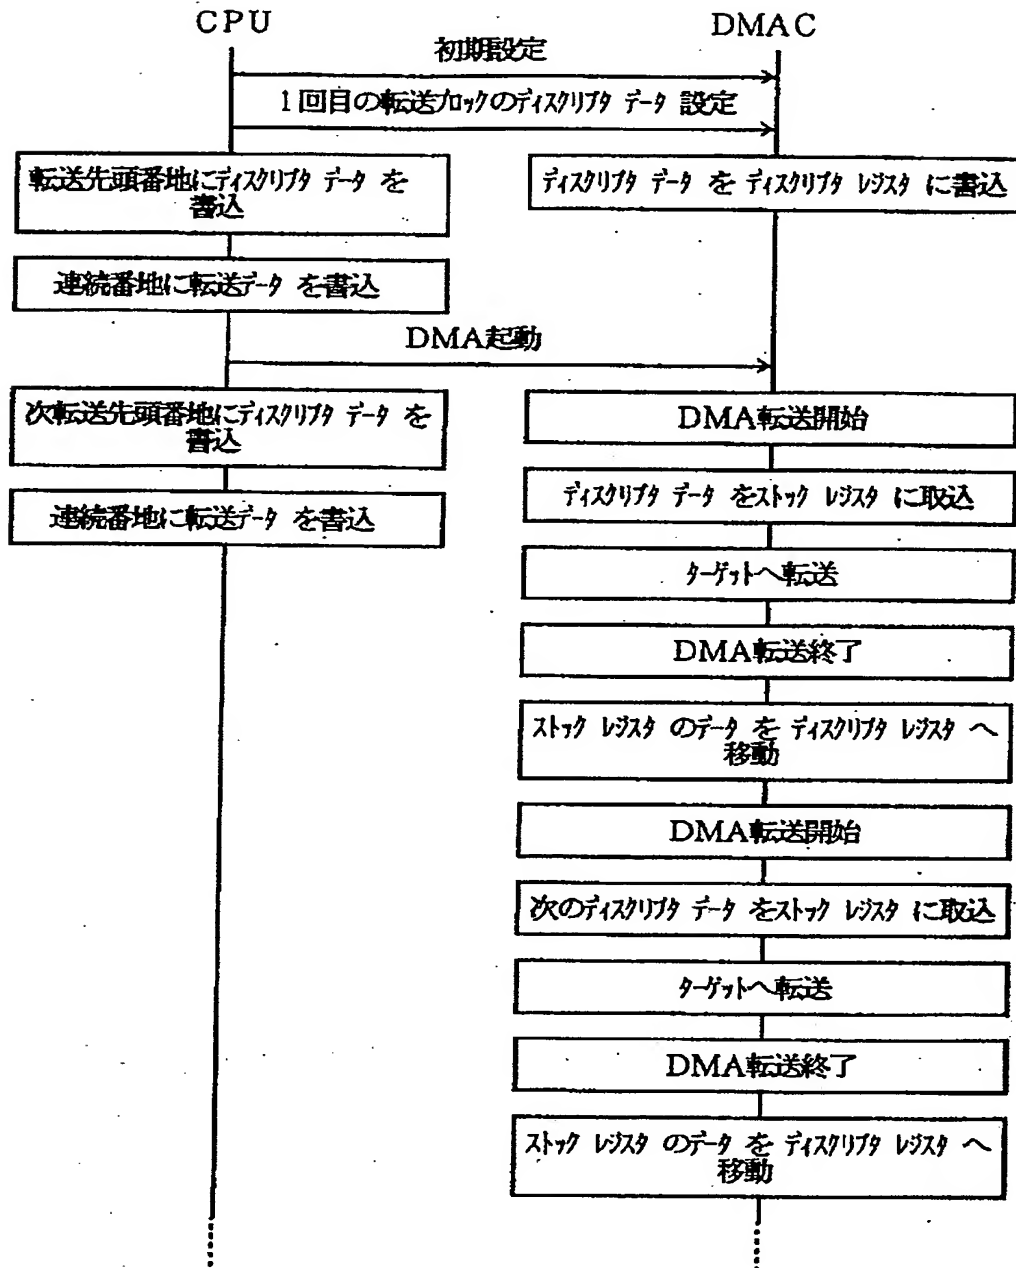 CPU
DMAC
初期設定
1回目の転送ブロックのディスクリプタ データ 設定
転送先頭番地にディスクリプタ データ を
書込
ディスクリプタ データ を ディスクリプタ レジスタ に書込
連続番地に転送データ を書込
DMA起動
次転送先頭番地にディスクリプタ データ を
書込
DMA転送開始
連続番地に転送データ を書込
ディスクリプタ データ をストック レジスタ に取込
ターゲットへ転送
DMA転送終了
ストック レジスタ のデータ を ディスクリプタ レジスタ へ
移動
DMA転送開始
次のディスクリプタ データ をストック レジスタ に取込
ターゲットへ転送
DMA転送終了
ストック レジスタ のデータ を ディスクリプタ レジスタ へ
移動